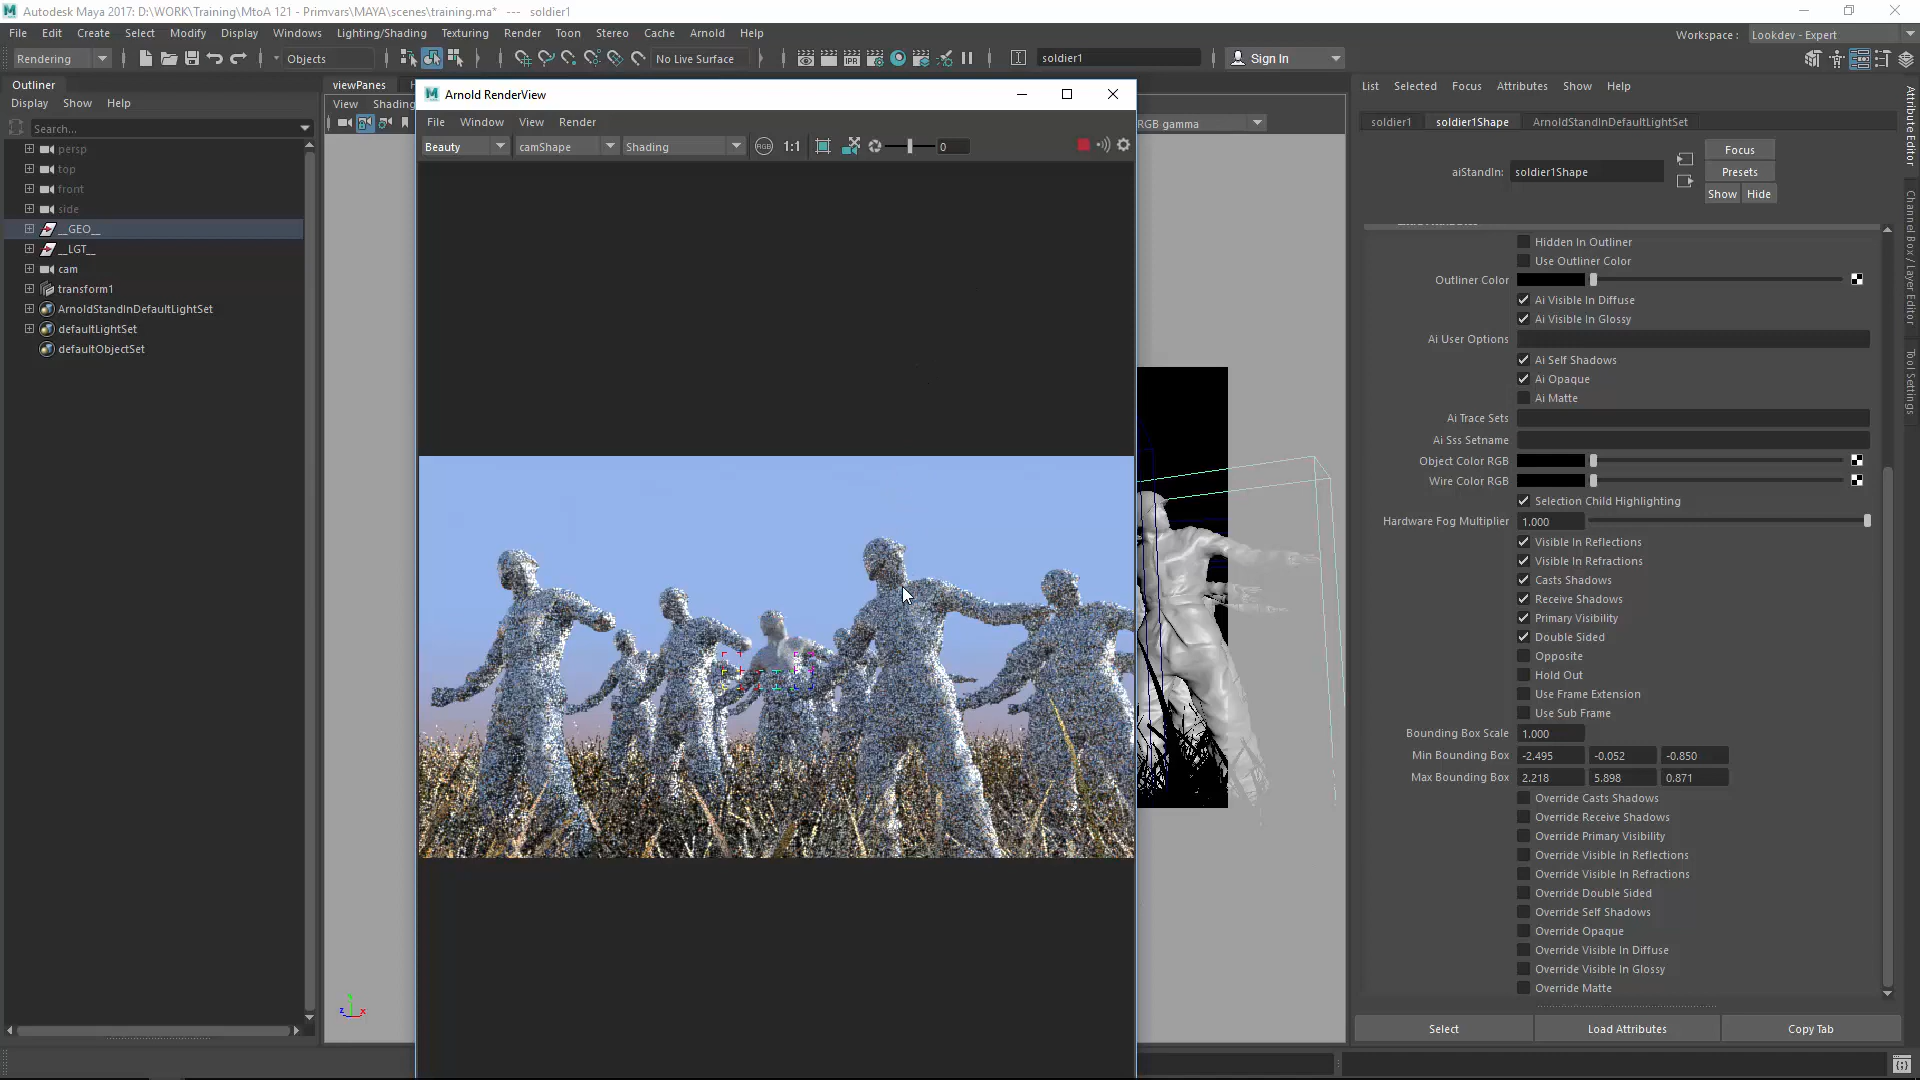 Autodesk Maya 2017: D:\WORK\Training\MtoA 121 - Primvars\MAYA\scenes\training.ma* --- soldier1
File Edit Create Select Modify Display Windows Lighting/Shading Texturing Render Toon Stereo Cache Arnold Help
Workspace : Lookdev - Expert
Rendering Objects No Live Surface IPR soldier1 Sign In
Outliner
Display Show Help
Search...
persp
top
front
side
__GEO__
__LGT__
cam
transform1
ArnoldStandInDefaultLightSet
defaultLightSet
defaultObjectSet
viewPanes
View Shading
RGB gamma
Arnold RenderView
File Window View Render
Beauty camShape Shading RGB 1:1 0
z x
List Selected Focus Attributes Show Help
soldier1 soldier1Shape ArnoldStandInDefaultLightSet
Focus
aiStandIn: soldier1Shape
Presets
Show Hide
Hidden In Outliner
Use Outliner Color
Outliner Color
Ai Visible In Diffuse
Ai Visible In Glossy
Ai User Options
Ai Self Shadows
Ai Opaque
Ai Matte
Ai Trace Sets
Ai Sss Setname
Object Color RGB
Wire Color RGB
Selection Child Highlighting
Hardware Fog Multiplier 1.000
Visible In Reflections
Visible In Refractions
Casts Shadows
Receive Shadows
Primary Visibility
Double Sided
Opposite
Hold Out
Use Frame Extension
Use Sub Frame
Bounding Box Scale 1.000
Min Bounding Box -2.495 -0.052 -0.850
Max Bounding Box 2.218 5.898 0.871
Override Casts Shadows
Override Receive Shadows
Override Primary Visibility
Override Visible In Reflections
Override Visible In Refractions
Override Double Sided
Override Self Shadows
Override Opaque
Override Visible In Diffuse
Override Visible In Glossy
Override Matte
Select Load Attributes Copy Tab
Attribute Editor
Channel Box / Layer Editor
Tool Settings